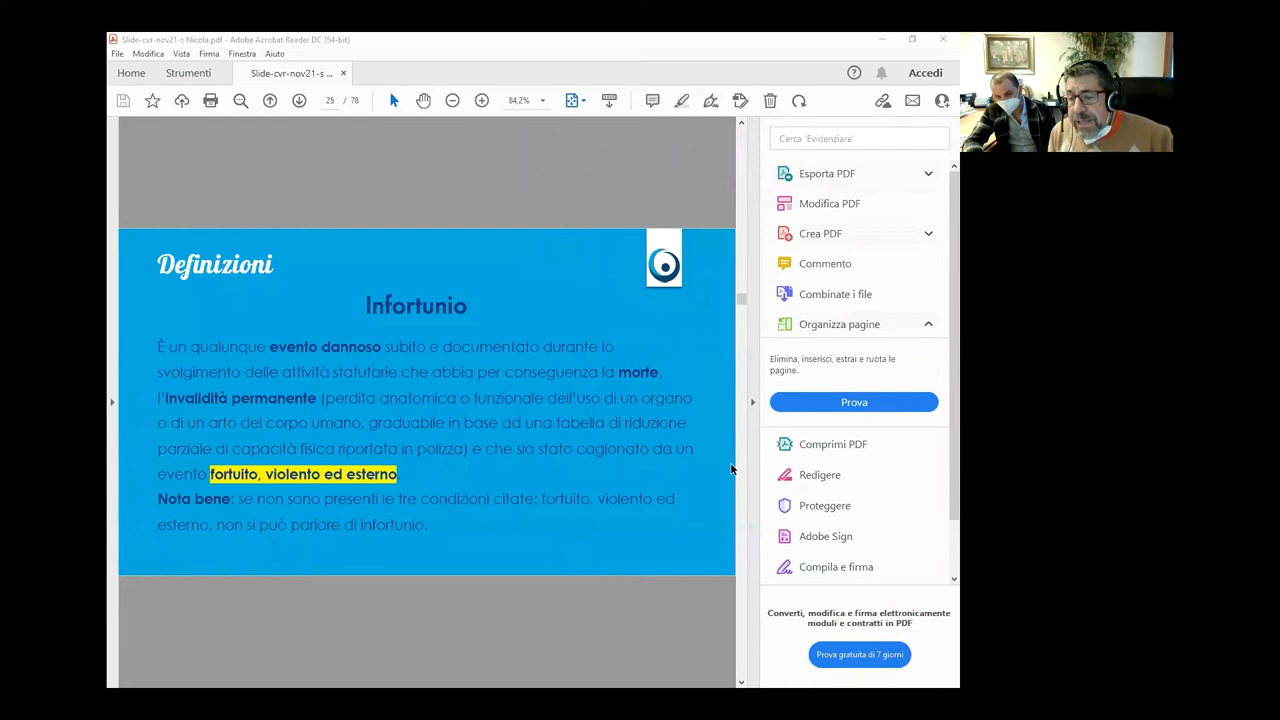 Slide-cvr-nov21-s Nicola.pdf - Adobe Acrobat Reader DC (64-bit)
File Modifica Vista Firma Finestra Aiuto
Home Strumenti Slide-cvr-nov21-s ... × Accedi
25 / 78 84,2%
Cerca 'Evidenziare'
Esporta PDF
Modifica PDF
Crea PDF
Commento
Combinate i file
Organizza pagine
Elimina, inserisci, estrai e ruota le
pagine.
Prova
Comprimi PDF
Redigere
Proteggere
Adobe Sign
Compila e firma
Converti, modifica e firma elettronicamente
moduli e contratti in PDF
Prova gratuita di 7 giorni
Definizioni
Infortunio
È un qualunque evento dannoso subito e documentato durante lo
svolgimento delle attività statutarie che abbia per conseguenza la morte,
l'invalidità permanente (perdita anatomica o funzionale dell'uso di un organo
o di un arto del corpo umano, graduabile in base ad una tabella di riduzione
parziale di capacità fisica riportata in polizza) e che sia stato cagionato da un
evento fortuito, violento ed esterno.
Nota bene: se non sono presenti le tre condizioni citate: fortuito, violento ed
esterno, non si può parlare di infortunio.